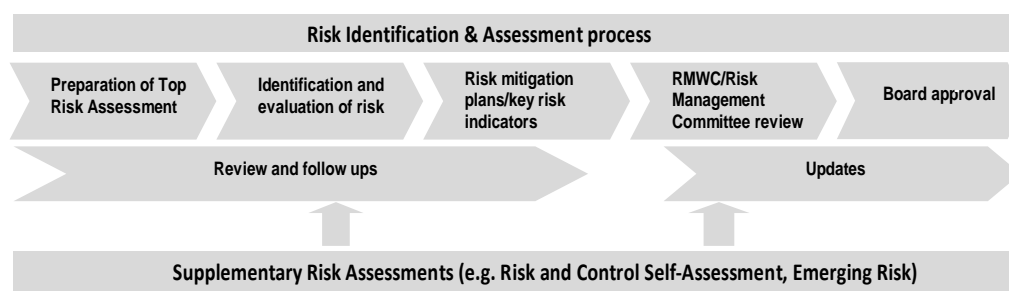 Risk Identification & Assessment process
Preparation of Top
Risk Assessment
Identification and
evaluation of risk
Risk mitigation
plans/key risk
indicators
RMWC/Risk
Management
Committee review
Board approval
Review and follow ups
Updates
Supplementary Risk Assessments (e.g. Risk and Control Self-Assessment, Emerging Risk)